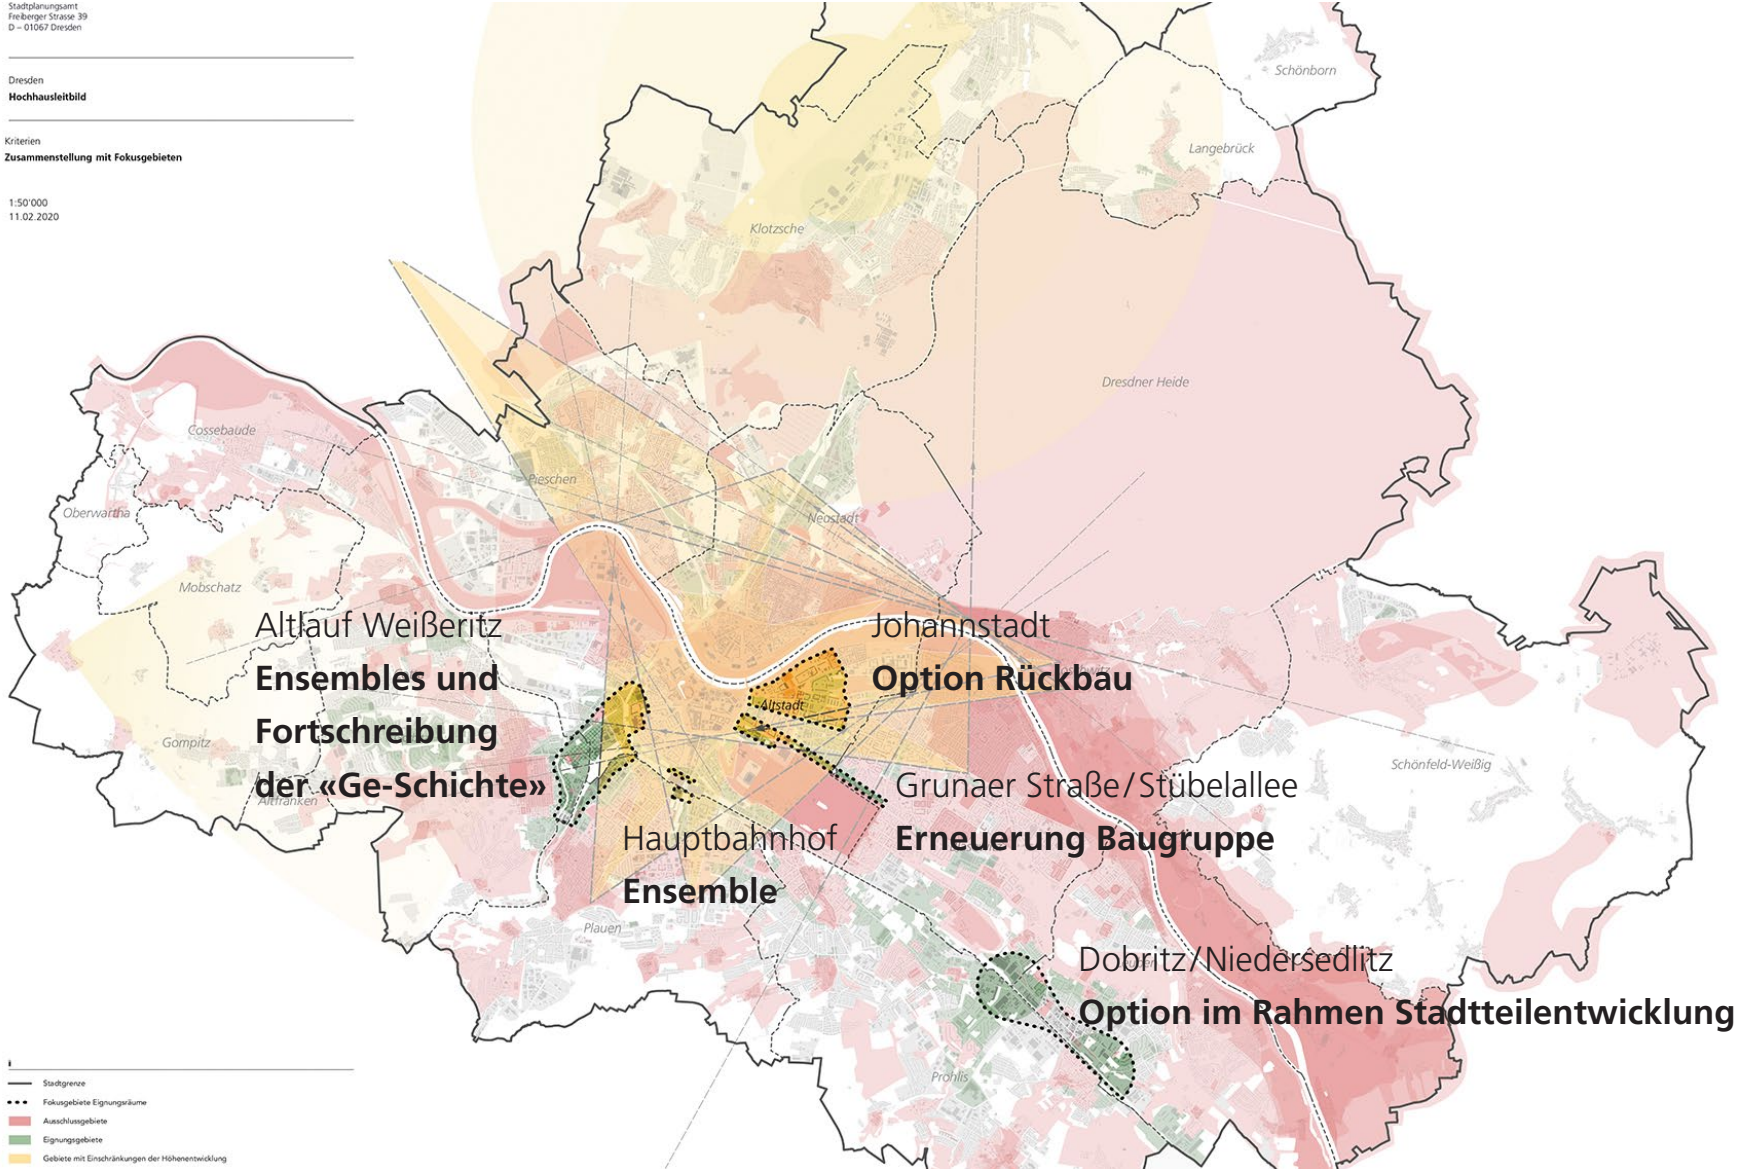 Stadtplanungsamt
Freiberger Strasse 39
D – 01067 Dresden
Dresden
Hochhausleitbild
Kriterien
Zusammenstellung mit Fokusgebieten
1:50'000
11.02.2020
Schönborn
Langebrück
Klotzsche
Dresdner Heide
Cossebaude
Pieschen
Oberwartha
Neustadt
Mobschatz
Altlauf Weißeritz
Ensembles und
Fortschreibung
der «Ge-Schichte»
Johannstadt
Option Rückbau
Altstadt
Gompitz
Altfranken
Schönfeld-Weißig
Grunaer Straße/Stübelallee
Erneuerung Baugruppe
Hauptbahnhof
Ensemble
Plauen
Dobritz/Niedersedlitz
Option im Rahmen Stadtteilentwicklung
Prohlis
Stadtgrenze
Fokusgebiete Eignungsräume
Ausschlussgebiete
Eignungsgebiete
Gebiete mit Einschränkungen der Höhenentwicklung